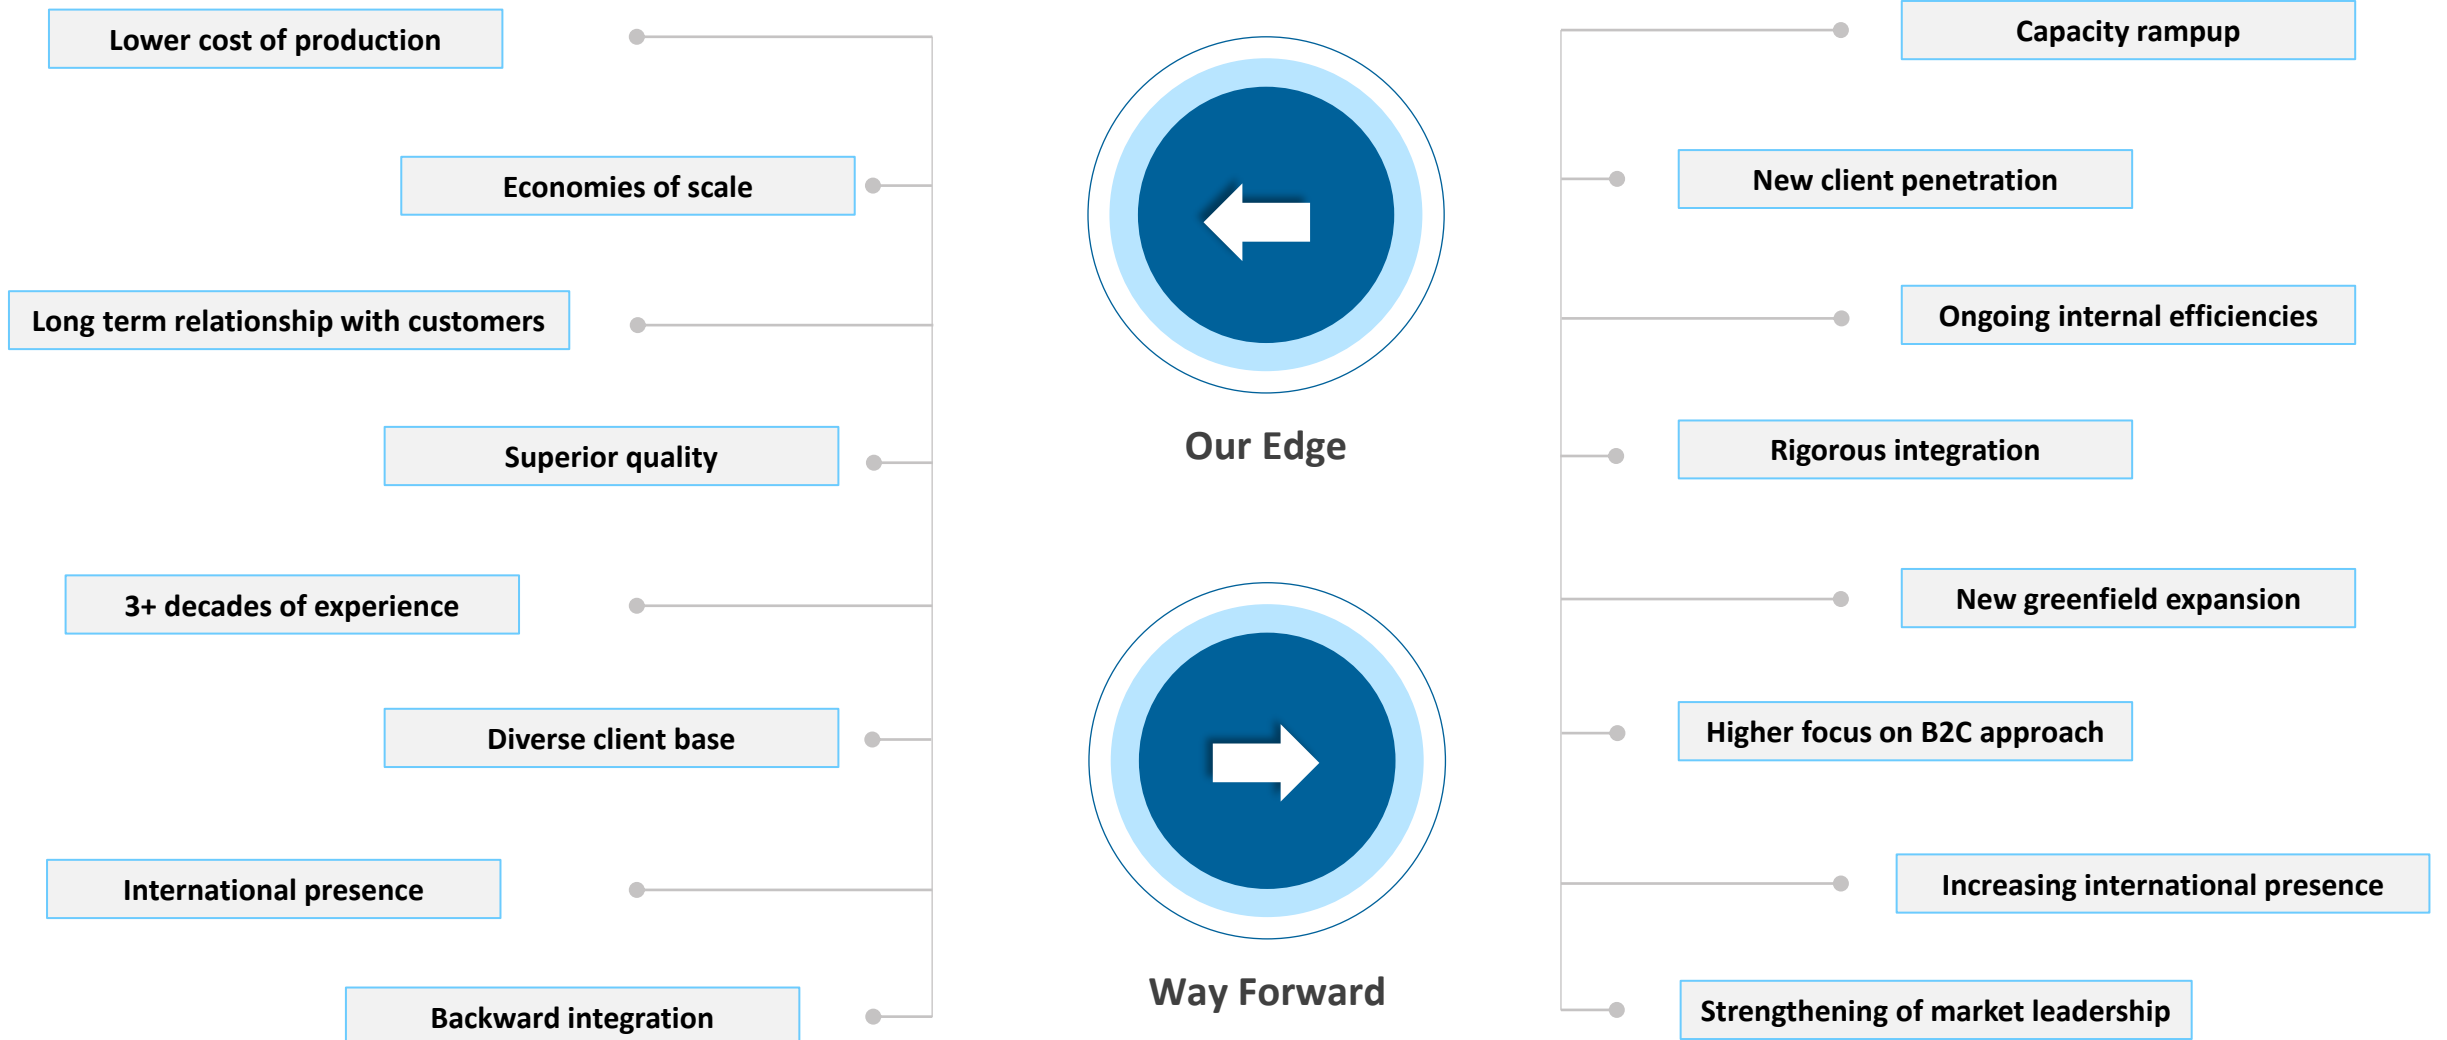 Lower cost of production
Economies of scale
Long term relationship with customers
Superior quality
3+ decades of experience
Diverse client base
International presence
Backward integration
Our Edge
Way Forward
Capacity rampup
New client penetration
Ongoing internal efficiencies
Rigorous integration
New greenfield expansion
Higher focus on B2C approach
Increasing international presence
Strengthening of market leadership